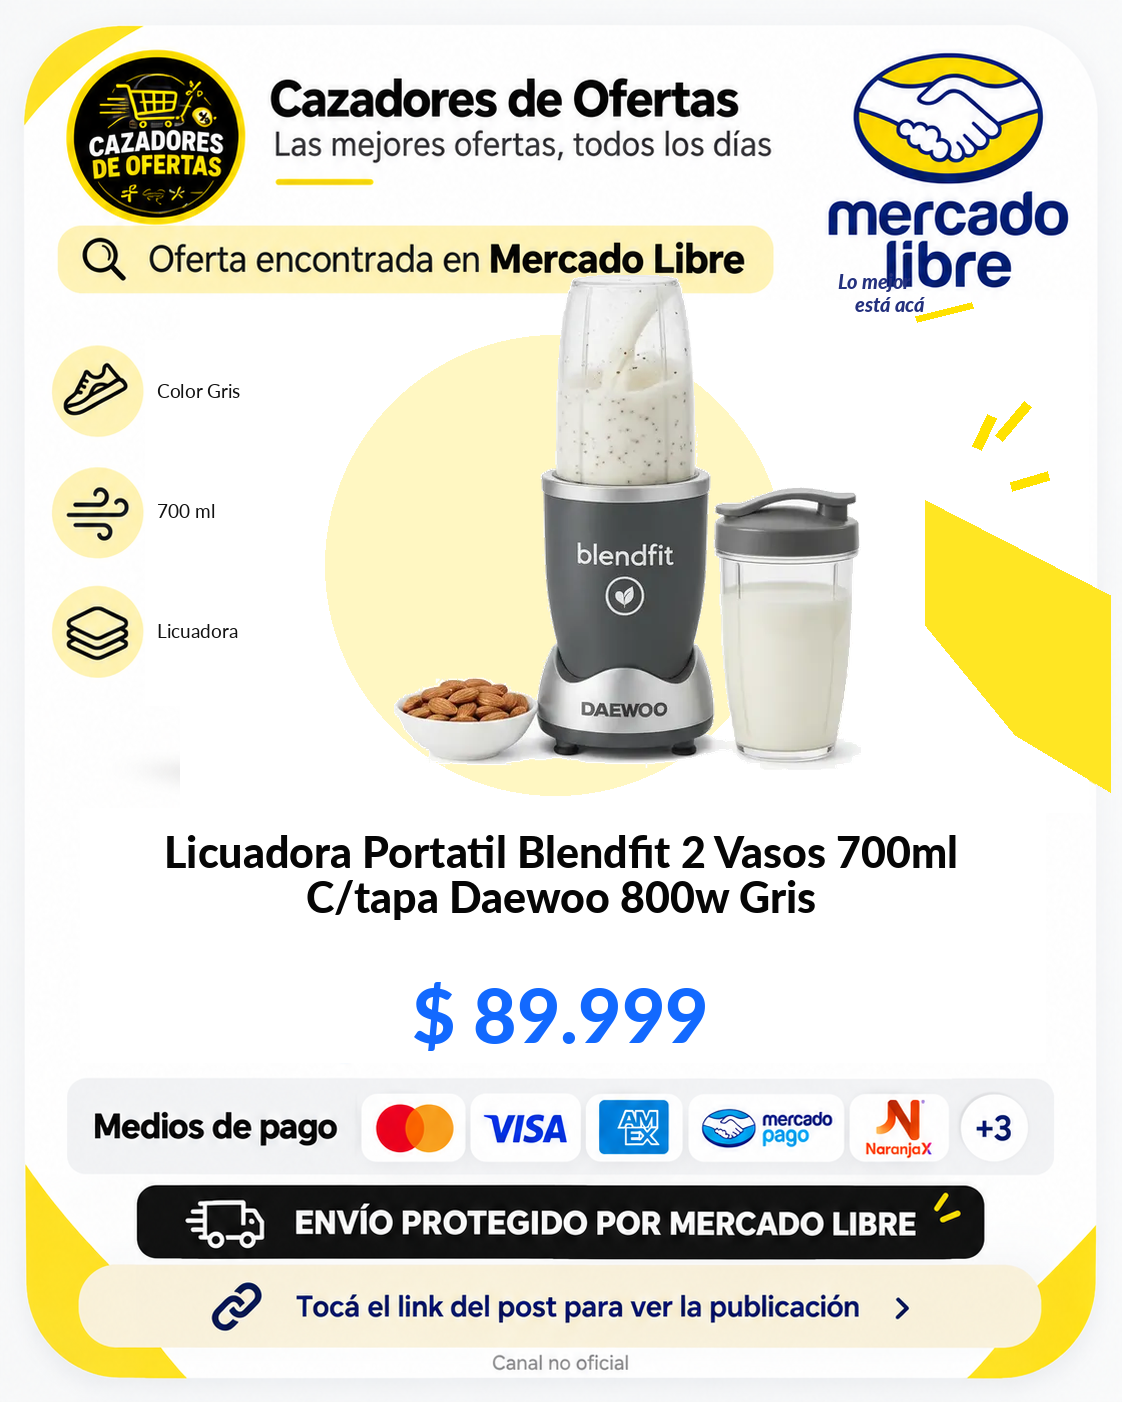 CAZADORES
DE OFERTAS
Cazadores de Ofertas
Las mejores ofertas, todos los días
mercado
libre
Lo mejor
está acá
Oferta encontrada en Mercado Libre
Color Gris
700 ml
Licuadora
blendfit
DAEWOO
Licuadora Portatil Blendfit 2 Vasos 700ml
C/tapa Daewoo 800w Gris
$ 89.999
Medios de pago
VISA
AM
EX
mercado
pago
NaranjaX
+3
ENVÍO PROTEGIDO POR MERCADO LIBRE
Tocá el link del post para ver la publicación
Canal no oficial